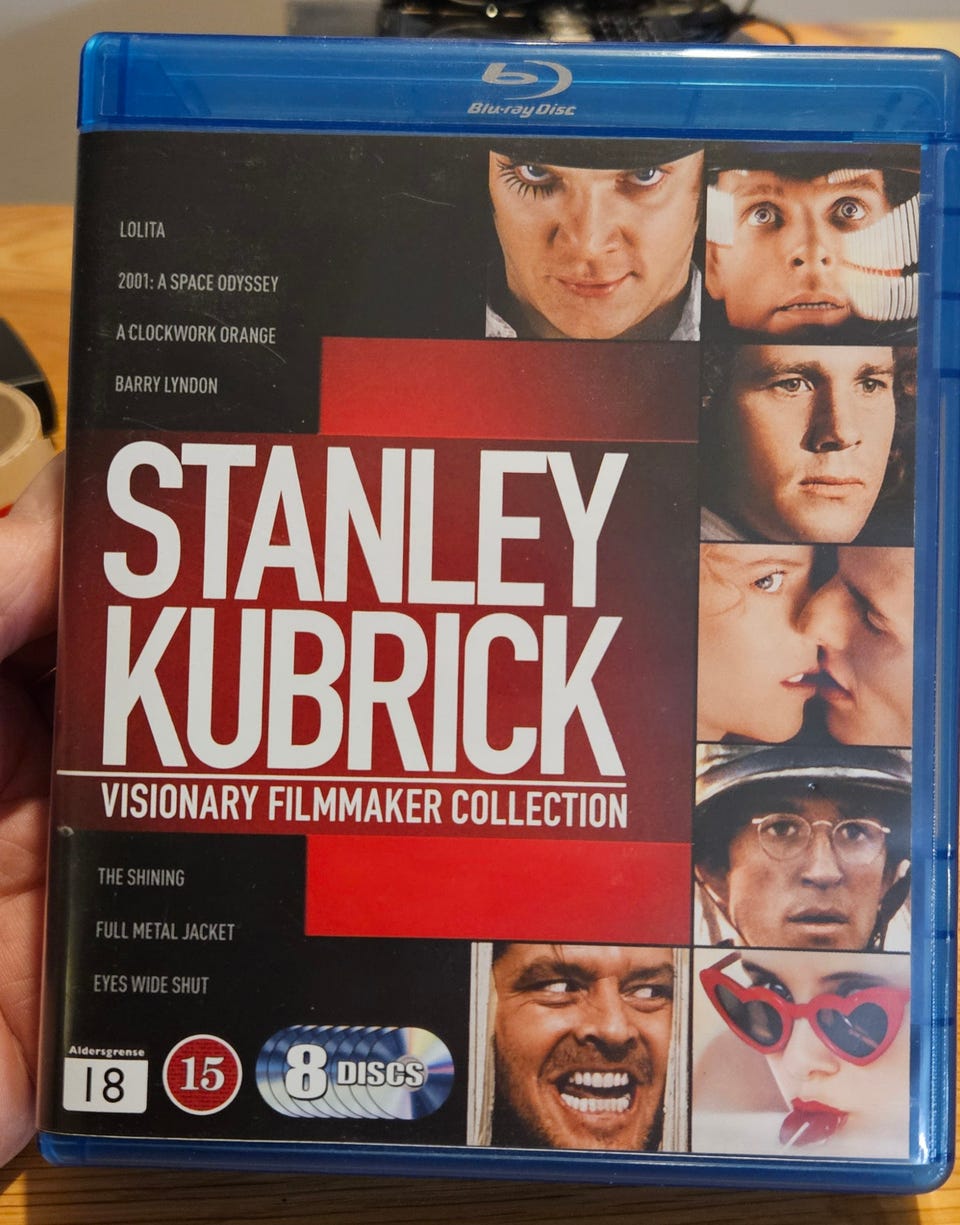 Blu-ray Disc
LOLITA
2001: A SPACE ODYSSEY
A CLOCKWORK ORANGE
BARRY LYNDON
STANLEY
KUBRICK
VISIONARY FILMMAKER COLLECTION
THE SHINING
FULL METAL JACKET
EYES WIDE SHUT
Aldersgrense
18
15
8 DISCS